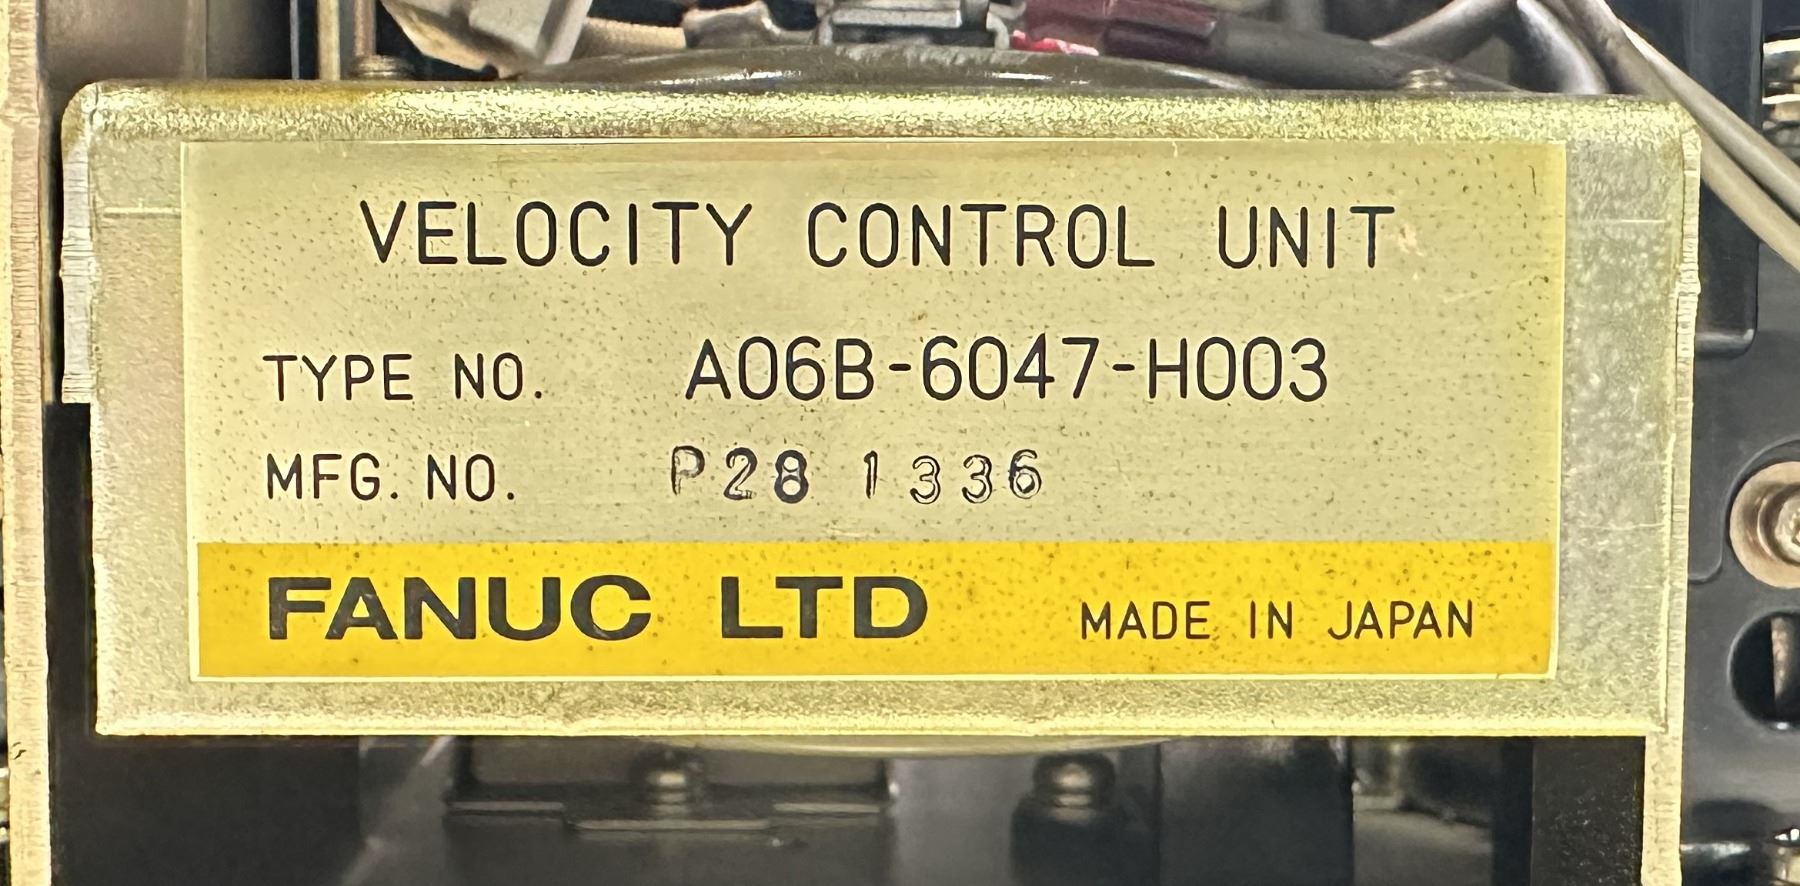 VELOCITY CONTROL UNIT
TYPE NO. A06B-6047-H003
MFG. NO. P28 1336
FANUC LTD MADE IN JAPAN